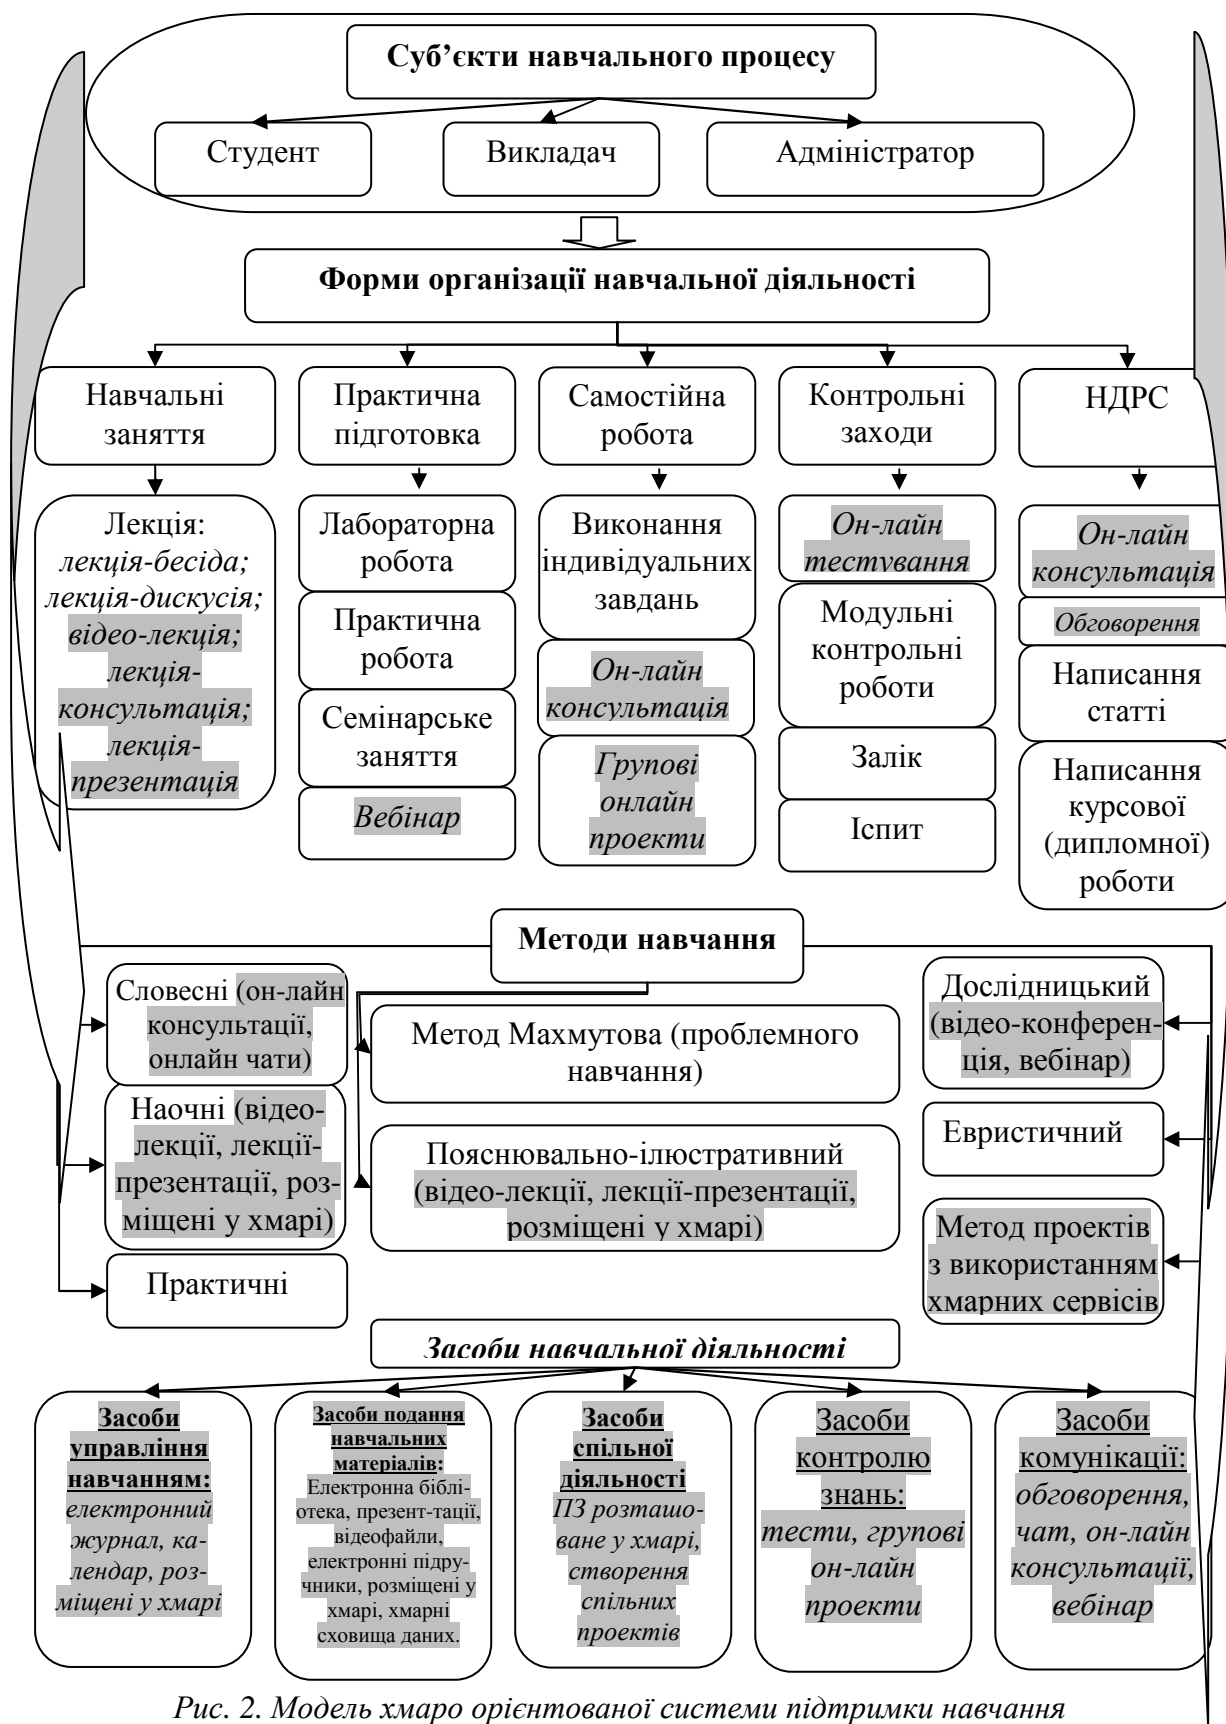 Суб’єкти навчального процесу
Студент
Викладач
Адміністратор
Форми організації навчальної діяльності
Навчальні
заняття
Практична
підготовка
Самостійна
робота
Контрольні
заходи
НДРС
Лекція:
лекція-бесіда;
лекція-дискусія;
відео-лекція;
лекція-
консультація;
лекція-
презентація
Лабораторна
робота
Практична
робота
Семінарське
заняття
Вебінар
Виконання
індивідуальних
завдань
Он-лайн
консультація
Групові
онлайн
проекти
Он-лайн
тестування
Модульні
контрольні
роботи
Залік
Іспит
Он-лайн
консультація
Обговорення
Написання
статті
Написання
курсової
(дипломної)
роботи
Методи навчання
Словесні (он-лайн
консультації,
онлайн чати)
Наочні (відео-
лекції, лекції-
презентації, роз-
міщені у хмарі)
Практичні
Метод Махмутова (проблемного
навчання)
Пояснювально-ілюстративний
(відео-лекції, лекції-презентації,
розміщені у хмарі)
Дослідницький
(відео-конферен-
ція, вебінар)
Евристичний
Метод проектів
з використанням
хмарних сервісів
Засоби навчальної діяльності
Засоби
управління
навчанням:
електронний
журнал, ка-
лендар, роз-
міщені у хмарі
Засоби подання
навчальних
матеріалів:
Електронна біблі-
отека, презент-тації,
відеофайли,
електронні підру-
чники, розміщені у
хмарі, хмарні
сховища даних.
Засоби
спільної
діяльності
ПЗ розташо-
ване у хмарі,
створення
спільних
проектів
Засоби
контролю
знань:
тести, групові
он-лайн
проекти
Засоби
комунікації:
обговорення,
чат, он-лайн
консультації,
вебінар
Рис. 2. Модель хмаро орієнтованої системи підтримки навчання